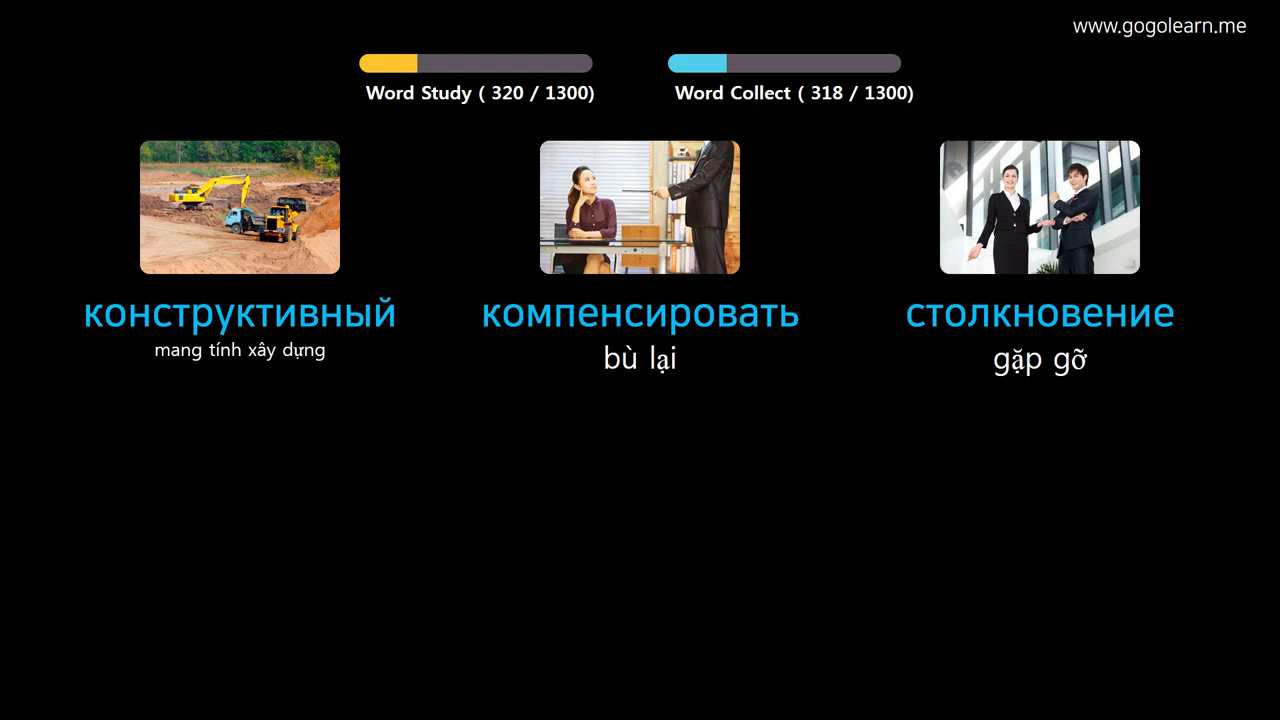 www.gogolearn.me
Word Study ( 320 / 1300)
Word Collect ( 318 / 1300)
конструктивный
mang tính xây dựng
компенсировать
bù lại
столкновение
gặp gỡ